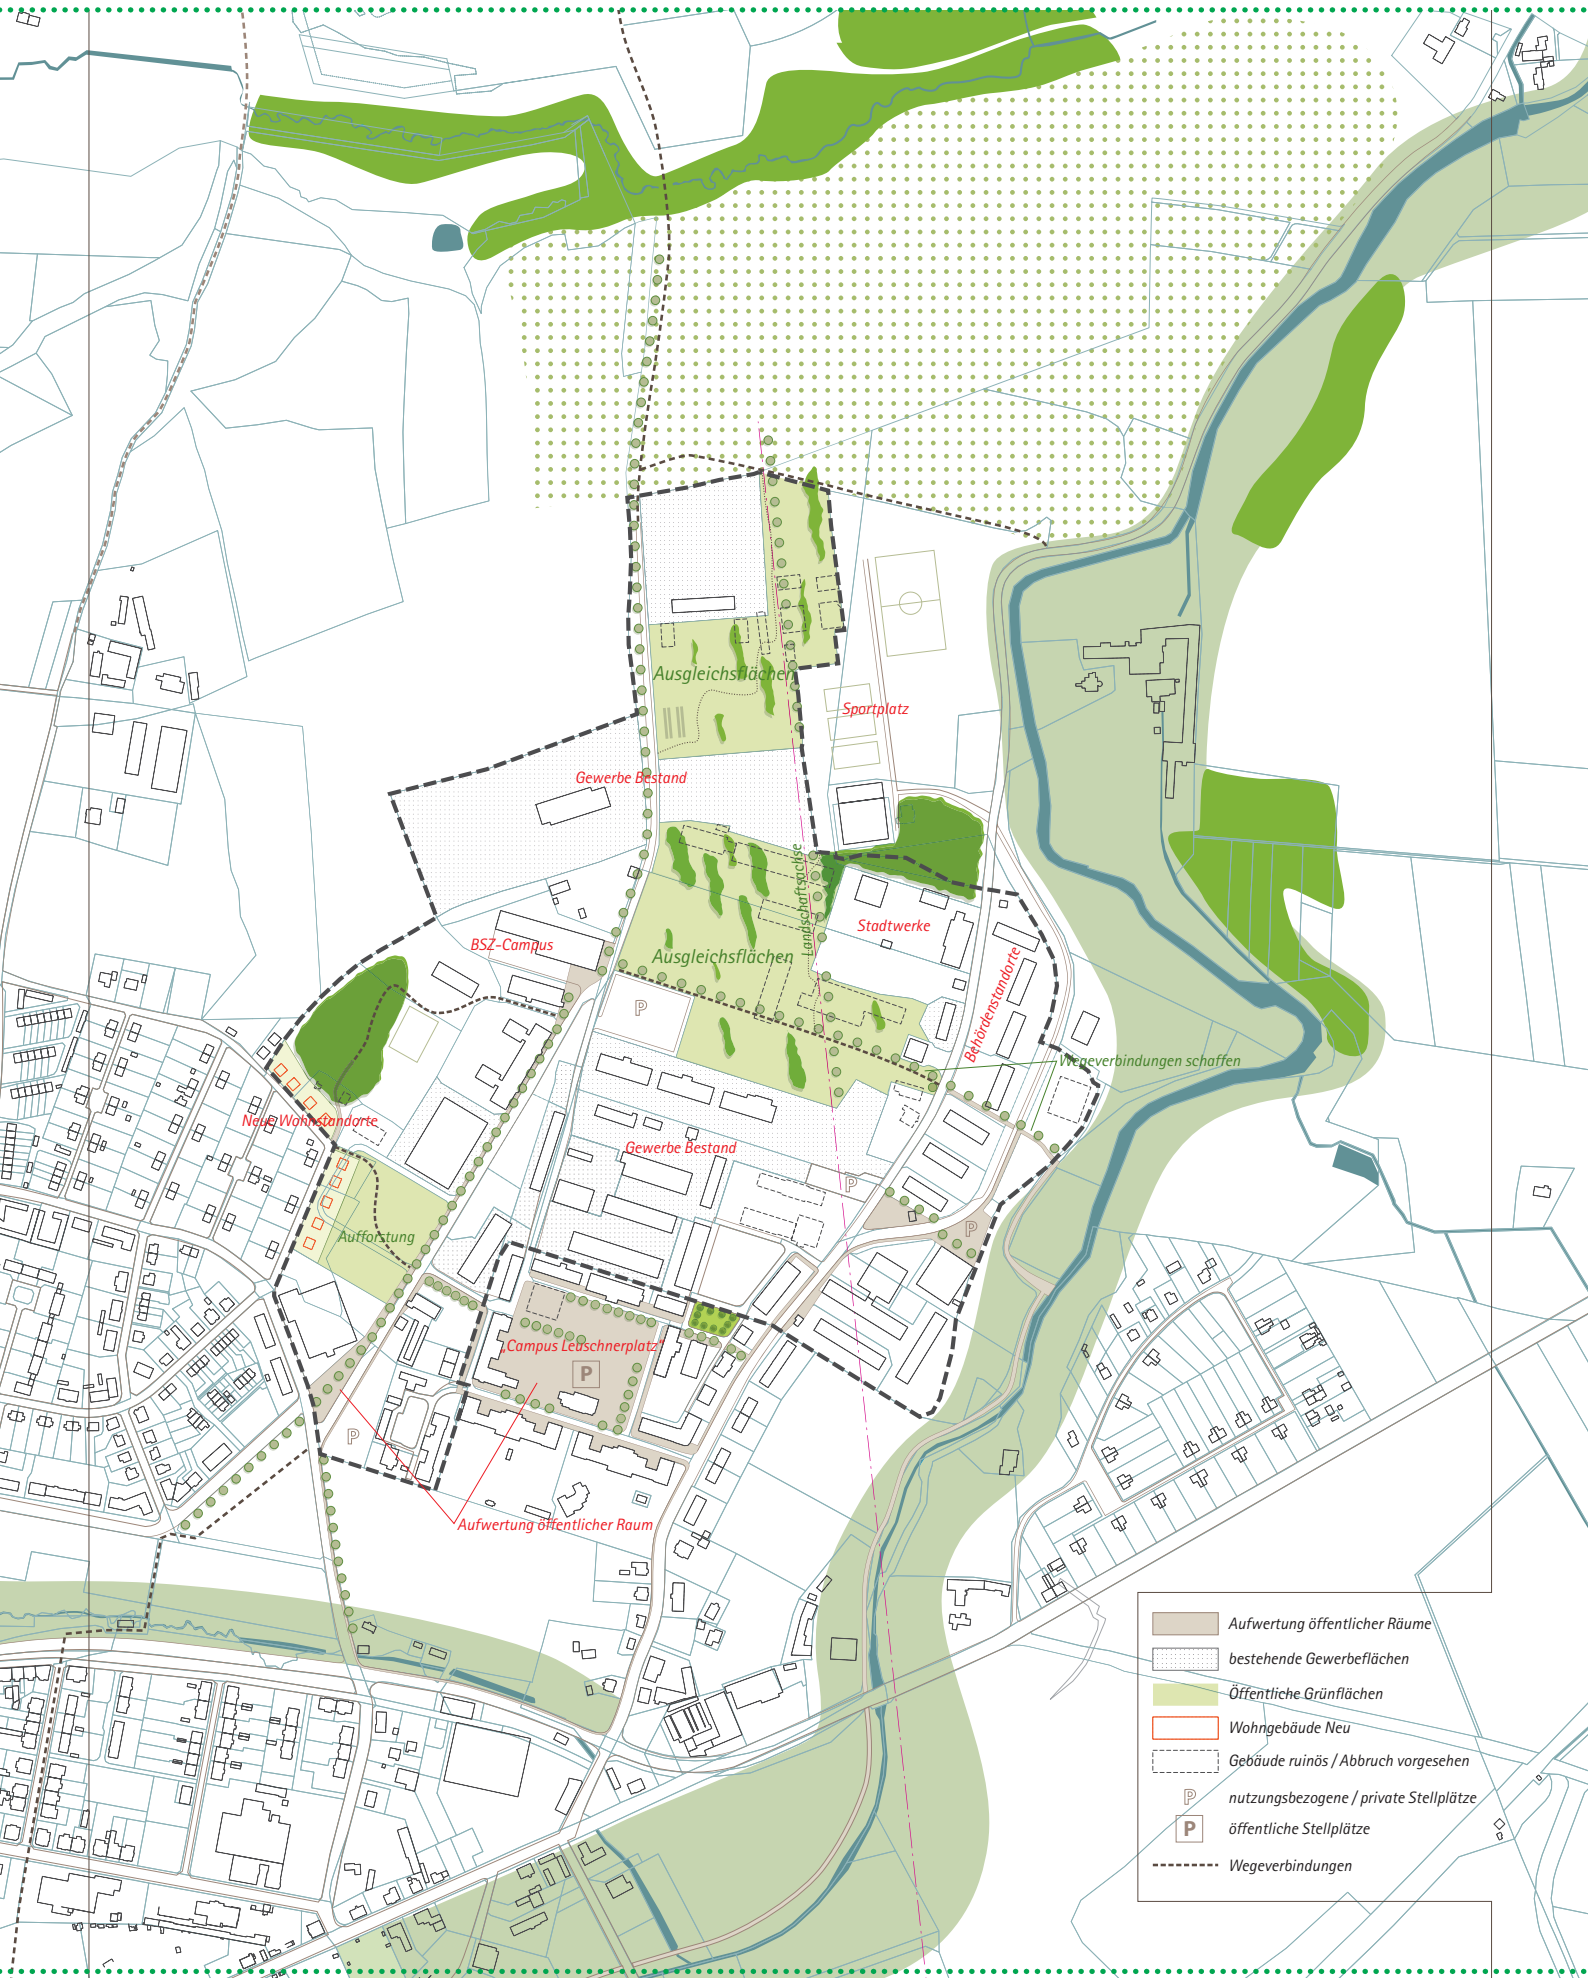 Ausgleichsflächen
Sportplatz
Gewerbe Bestand
Landschaftsachse
Stadtwerke
BSZ-Campus
Ausgleichsflächen
Behördenstandorte
P
Wegeverbindungen schaffen
Neue Wohnstandorte
Gewerbe Bestand
P
P
Aufforstung
„Campus Leuschnerplatz“
P
P
Aufwertung öffentlicher Raum
Aufwertung öffentlicher Räume
bestehende Gewerbeflächen
Öffentliche Grünflächen
Wohngebäude Neu
Gebäude ruinös / Abbruch vorgesehen
P nutzungsbezogene / private Stellplätze
P öffentliche Stellplätze
Wegeverbindungen